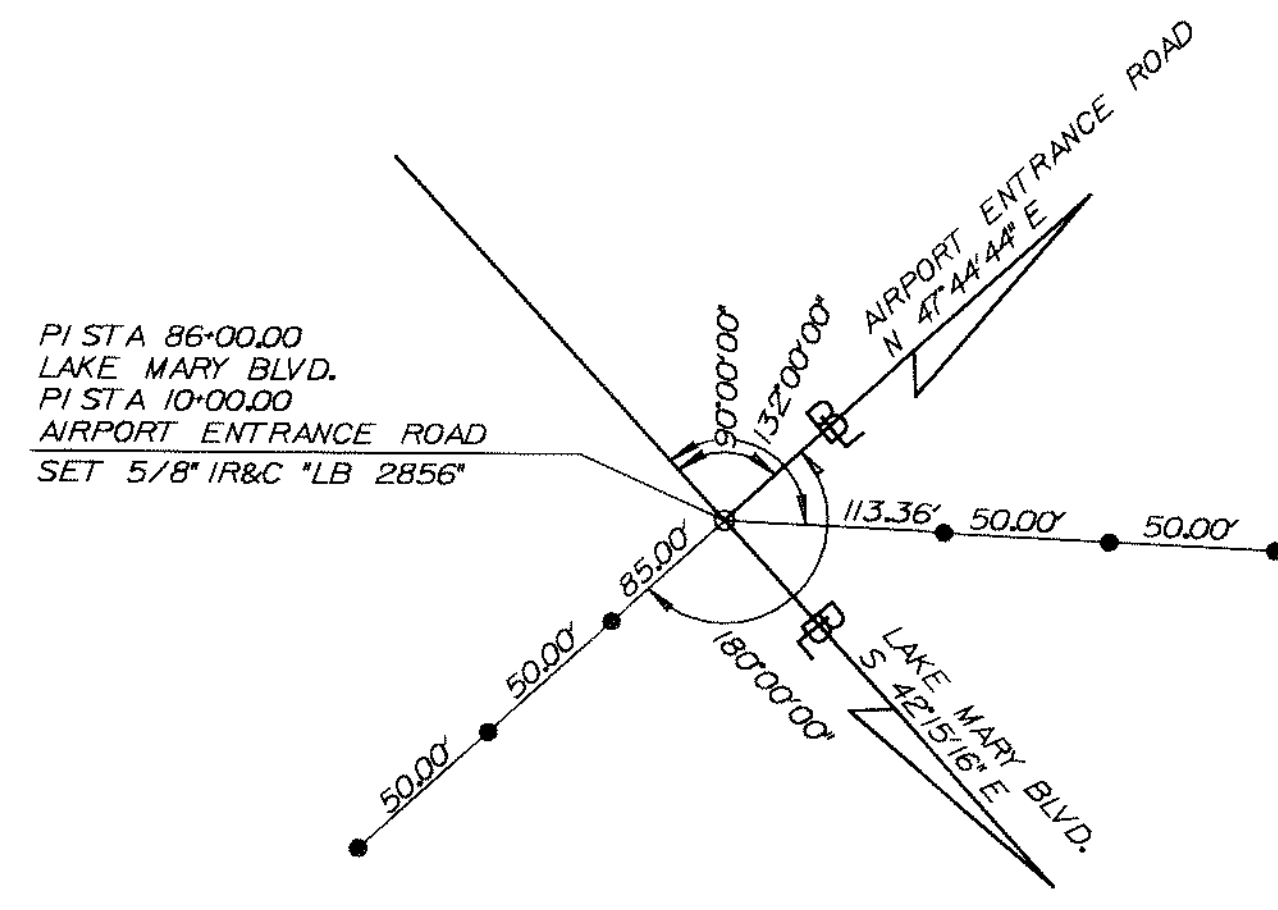 PI STA 86+00.00
LAKE MARY BLVD.
PI STA 10+00.00
AIRPORT ENTRANCE ROAD
SET 5/8" IR&C "LB 2856"
90°00'00"
132°00'00"
AIRPORT ENTRANCE ROAD
N 47°44'44" E
BL
113.36'
50.00'
50.00'
85.00'
50.00'
50.00'
180°00'00"
BL
LAKE MARY BLVD.
S 42°15'16" E